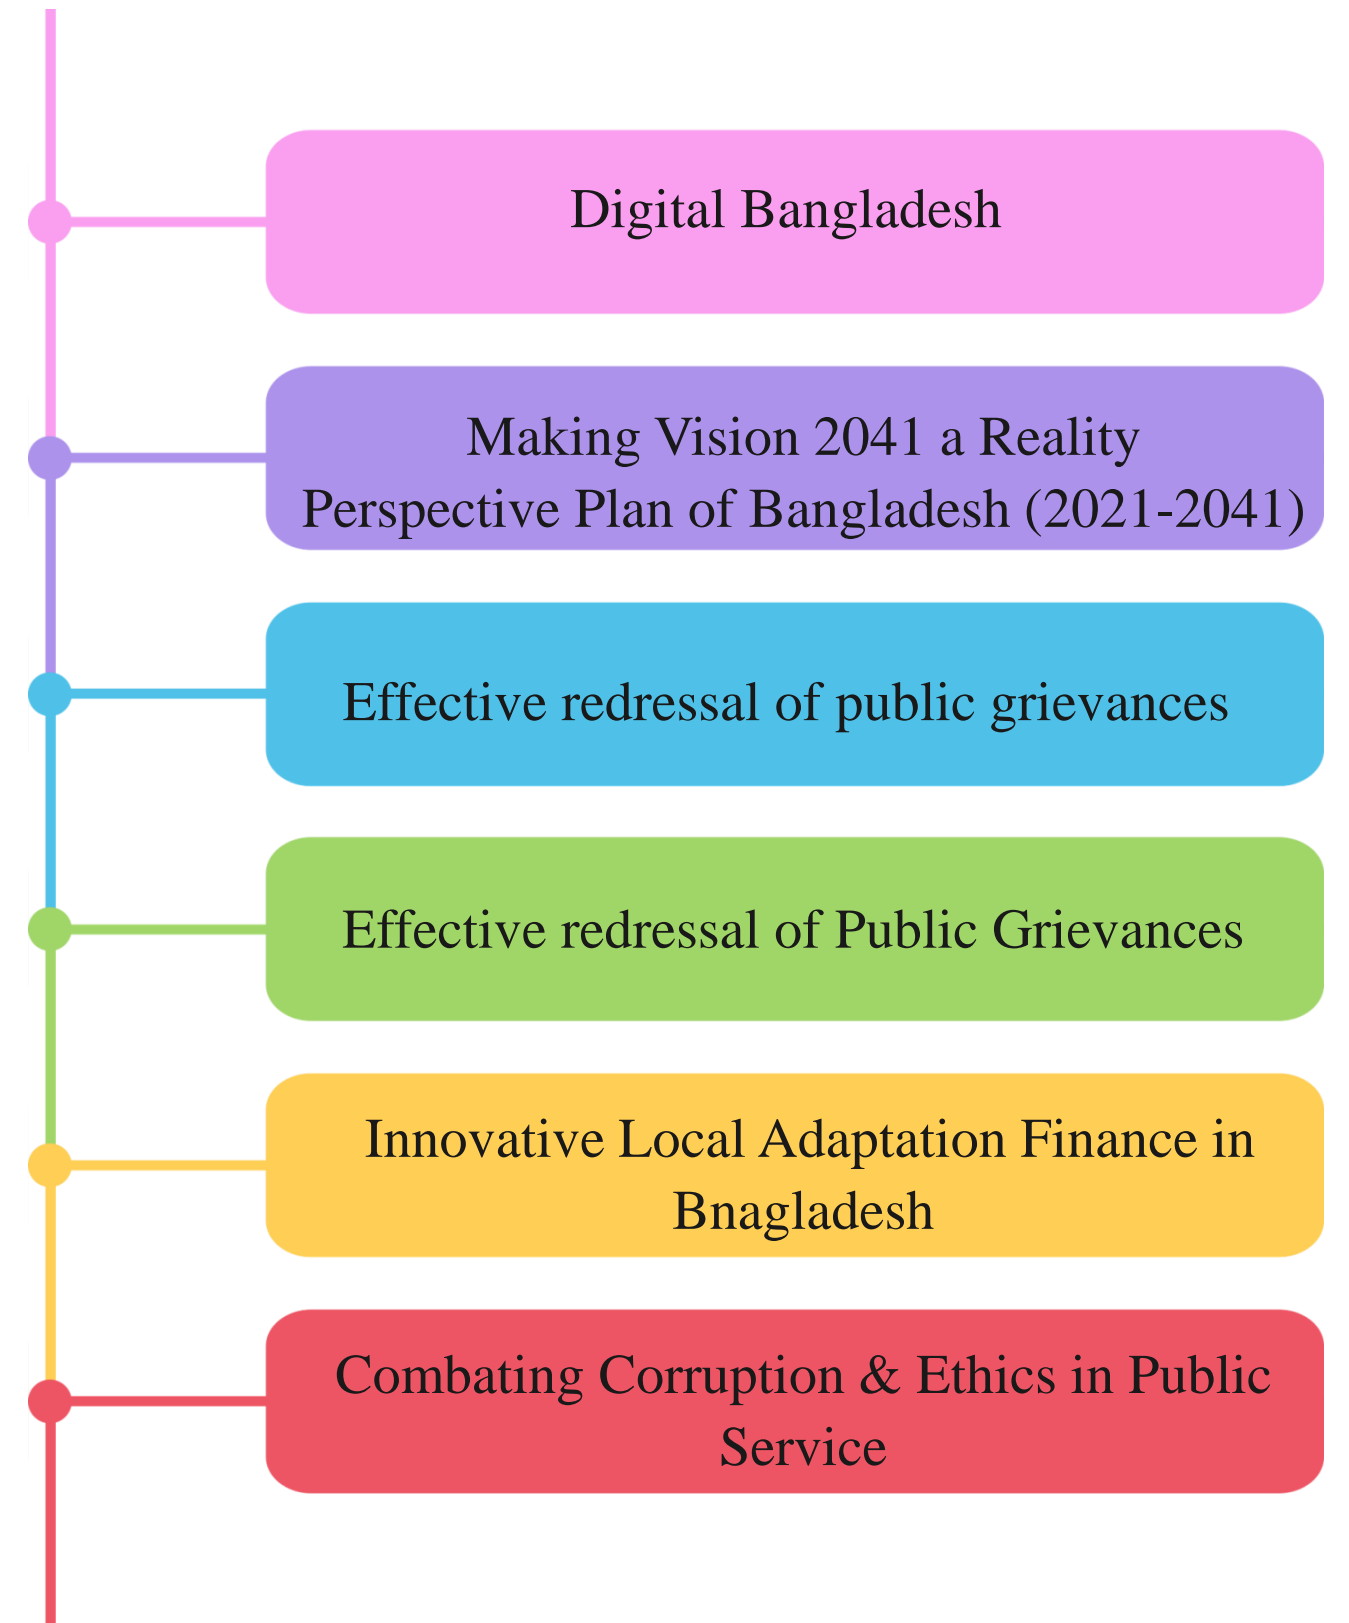 Digital Bangladesh
Making Vision 2041 a Reality
Perspective Plan of Bangladesh (2021-2041)
Effective redressal of public grievances
Effective redressal of Public Grievances
Innovative Local Adaptation Finance in
Bnagladesh
Combating Corruption & Ethics in Public
Service